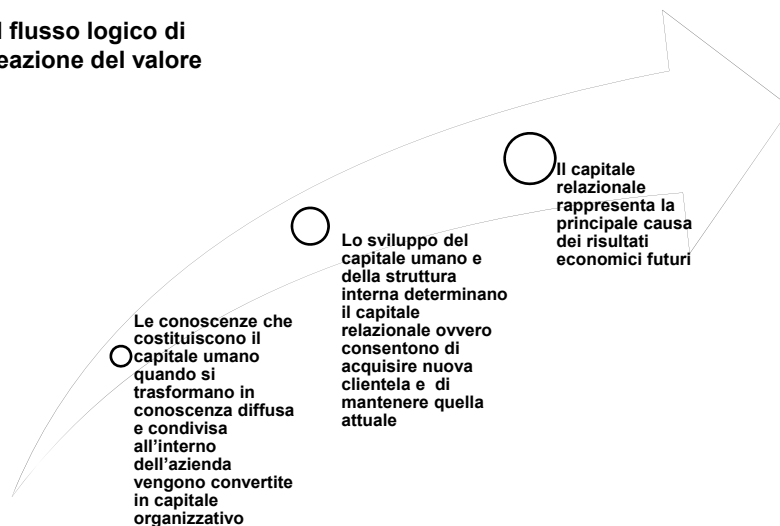 l flusso logico di
eazione del valore
Il capitale
relazionale
rappresenta la
principale causa
dei risultati
economici futuri
Lo sviluppo del
capitale umano e
della struttura
interna determinano
il capitale
relazionale ovvero
consentono di
acquisire nuova
clientela e  di
mantenere quella
attuale
Le conoscenze che
costituiscono il
capitale umano
quando si
trasformano in
conoscenza diffusa
e condivisa
all’interno
dell’azienda
vengono convertite
in capitale
organizzativo